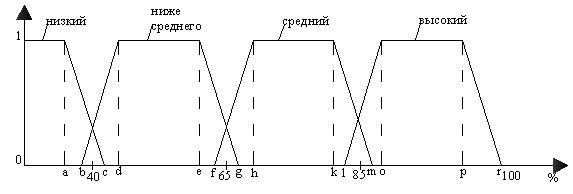 ниже
среднего
низкий
средний
высокий
1
0
a b 40 c d e f 65 g h k l 85 m o p r 100 %